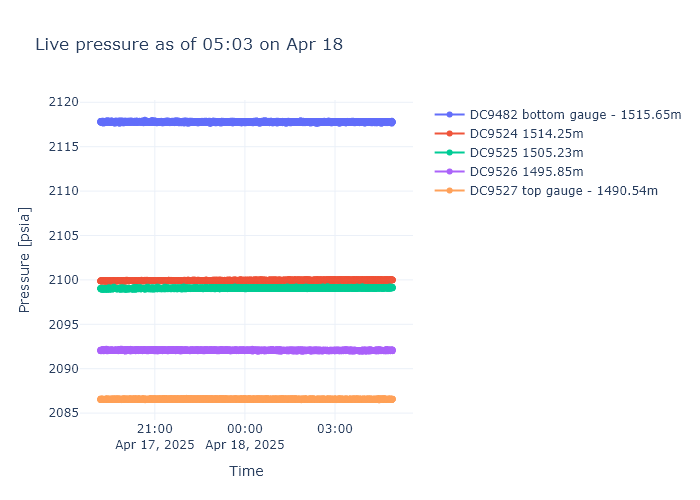 Live pressure as of 05:03 on Apr 18
2120
2115
2110
2105
2100
2095
2090
2085
Pressure [psia]
21:00
Apr 17, 2025
00:00
Apr 18, 2025
03:00
Time
DC9482 bottom gauge - 1515.65m
DC9524 1514.25m
DC9525 1505.23m
DC9526 1495.85m
DC9527 top gauge - 1490.54m